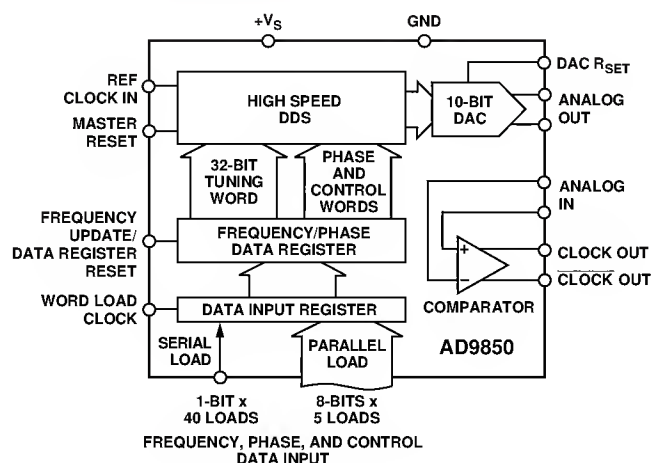 +VS
GND
REF
CLOCK IN
MASTER
RESET
HIGH SPEED
DDS
10-BIT
DAC
DAC RSET
ANALOG
OUT
32-BIT
TUNING
WORD
PHASE
AND
CONTROL
WORDS
ANALOG
IN
FREQUENCY
UPDATE/
DATA REGISTER
RESET
FREQUENCY/PHASE
DATA REGISTER
+
−
CLOCK OUT
CLOCK OUT
COMPARATOR
WORD LOAD
CLOCK
DATA INPUT REGISTER
SERIAL
LOAD
PARALLEL
LOAD
AD9850
1-BIT x
40 LOADS
8-BITS x
5 LOADS
FREQUENCY, PHASE, AND CONTROL
DATA INPUT